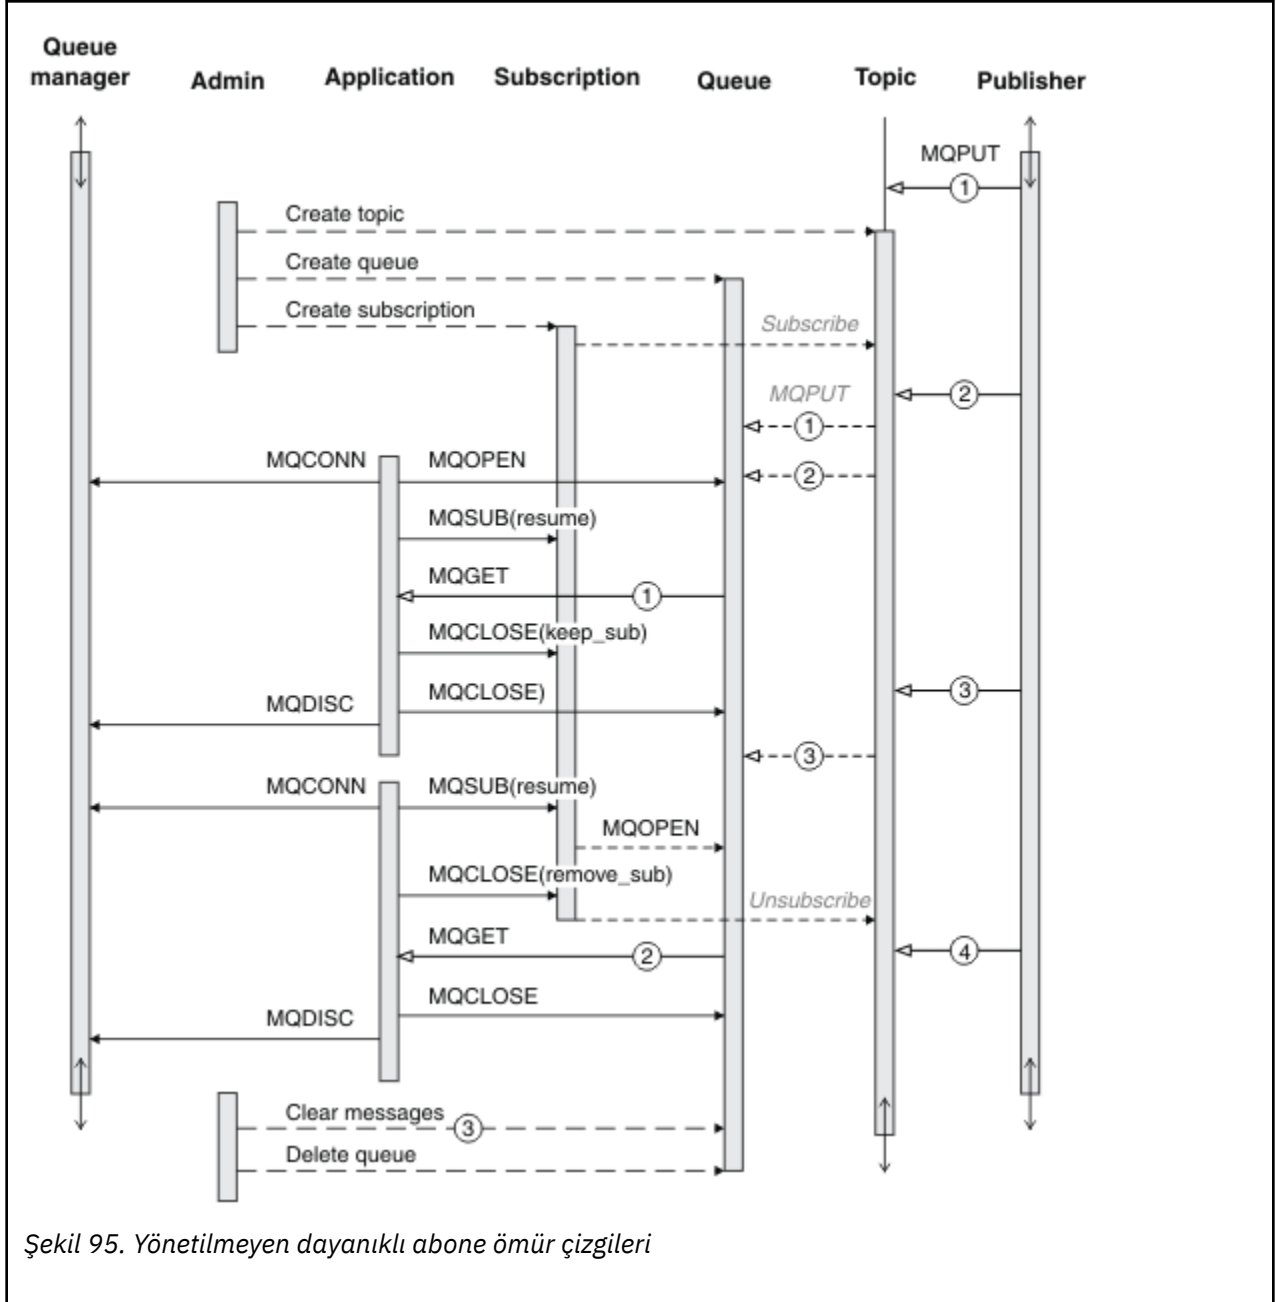 Queue
manager
Admin
Application
Subscription
Queue
Topic
Publisher
MQPUT
1
Create topic
Create queue
Create subscription
Subscribe
2
MQPUT
1
MQCONN
MQOPEN
2
MQSUB(resume)
MQGET
1
MQCLOSE(keep_sub)
MQCLOSE)
3
MQDISC
3
MQCONN
MQSUB(resume)
MQOPEN
MQCLOSE(remove_sub)
Unsubscribe
MQGET
2
4
MQCLOSE
MQDISC
Clear messages
3
Delete queue
Şekil 95. Yönetilmeyen dayanıklı abone ömür çizgileri